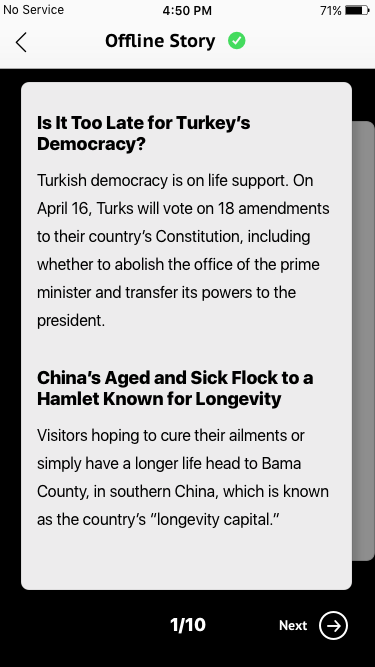 No Service 4:50 PM 71%
Offline Story
Is It Too Late for Turkey’s
Democracy?
Turkish democracy is on life support. On
April 16, Turks will vote on 18 amendments
to their country’s Constitution, including
whether to abolish the office of the prime
minister and transfer its powers to the
president.
China’s Aged and Sick Flock to a
Hamlet Known for Longevity
Visitors hoping to cure their ailments or
simply have a longer life head to Bama
County, in southern China, which is known
as the country’s “longevity capital.”
1/10 Next